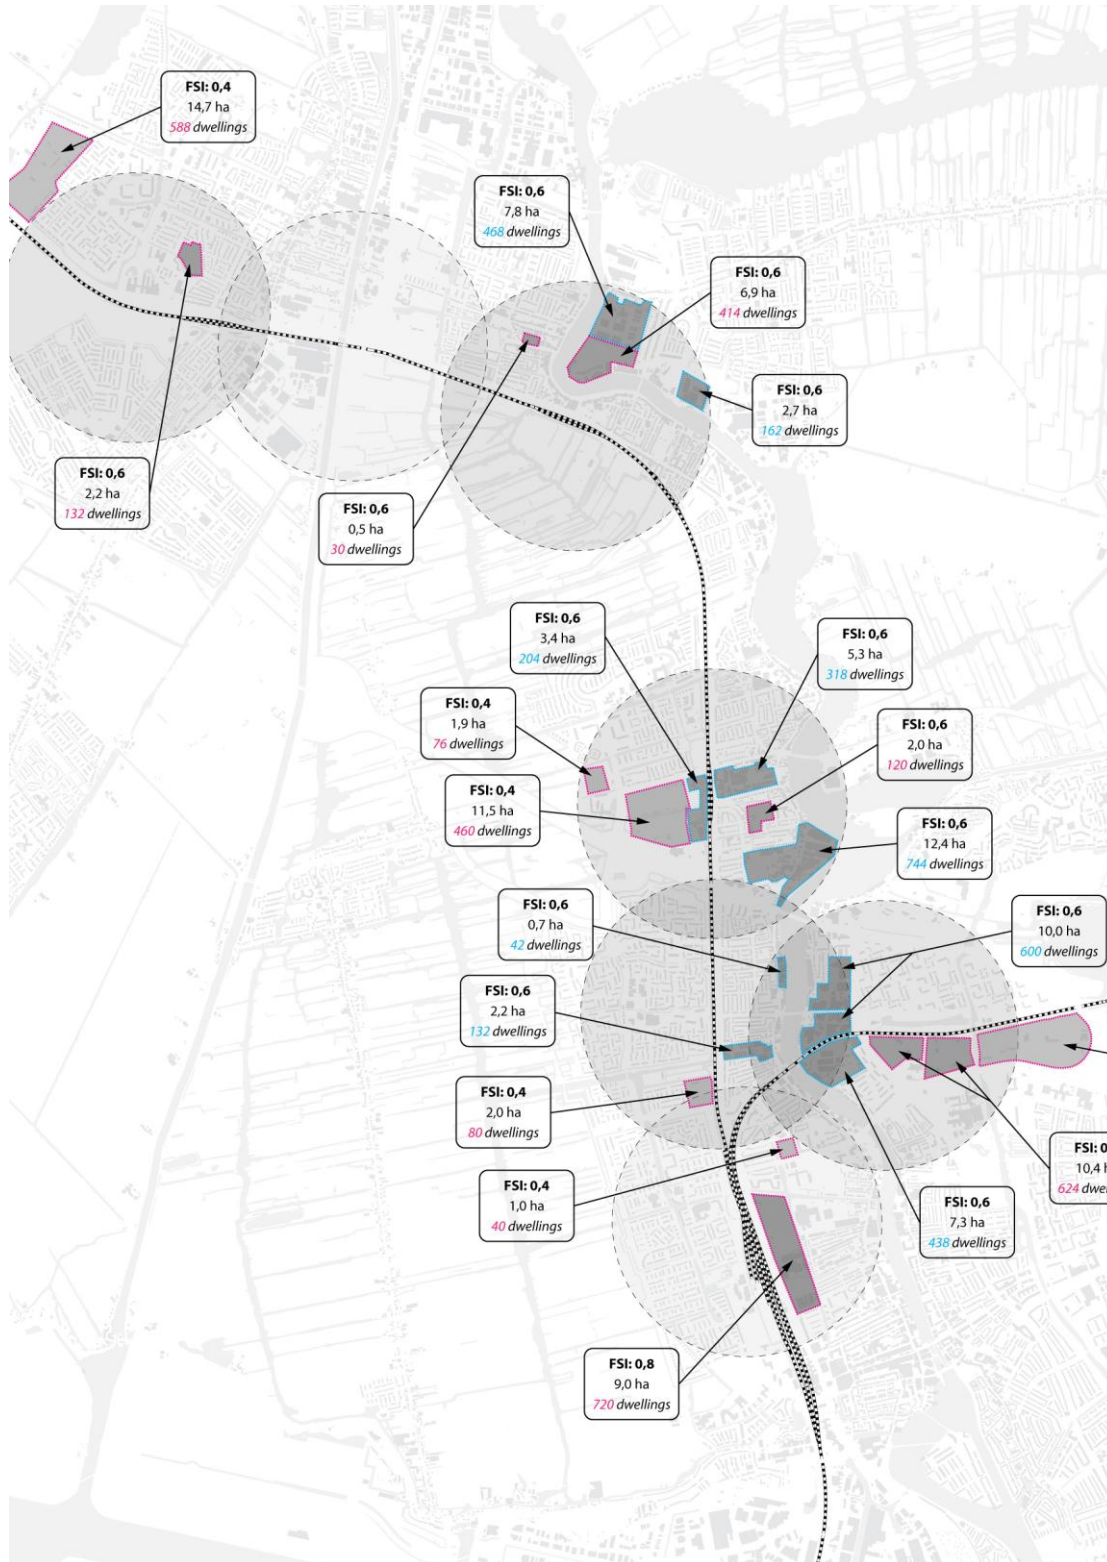 FSI: 0,4
14,7 ha
588 dwellings
FSI: 0,6
7,8 ha
468 dwellings
FSI: 0,6
6,9 ha
414 dwellings
FSI: 0,6
2,7 ha
162 dwellings
FSI: 0,6
2,2 ha
132 dwellings
FSI: 0,6
0,5 ha
30 dwellings
FSI: 0,6
3,4 ha
204 dwellings
FSI: 0,6
5,3 ha
318 dwellings
FSI: 0,4
1,9 ha
76 dwellings
FSI: 0,6
2,0 ha
120 dwellings
FSI: 0,4
11,5 ha
460 dwellings
FSI: 0,6
12,4 ha
744 dwellings
FSI: 0,6
0,7 ha
42 dwellings
FSI: 0,6
10,0 ha
600 dwellings
FSI: 0,6
2,2 ha
132 dwellings
FSI: 0,4
2,0 ha
80 dwellings
FSI: 0
10,4 h
624 dwel
FSI: 0,4
1,0 ha
40 dwellings
FSI: 0,6
7,3 ha
438 dwellings
FSI: 0,8
9,0 ha
720 dwellings